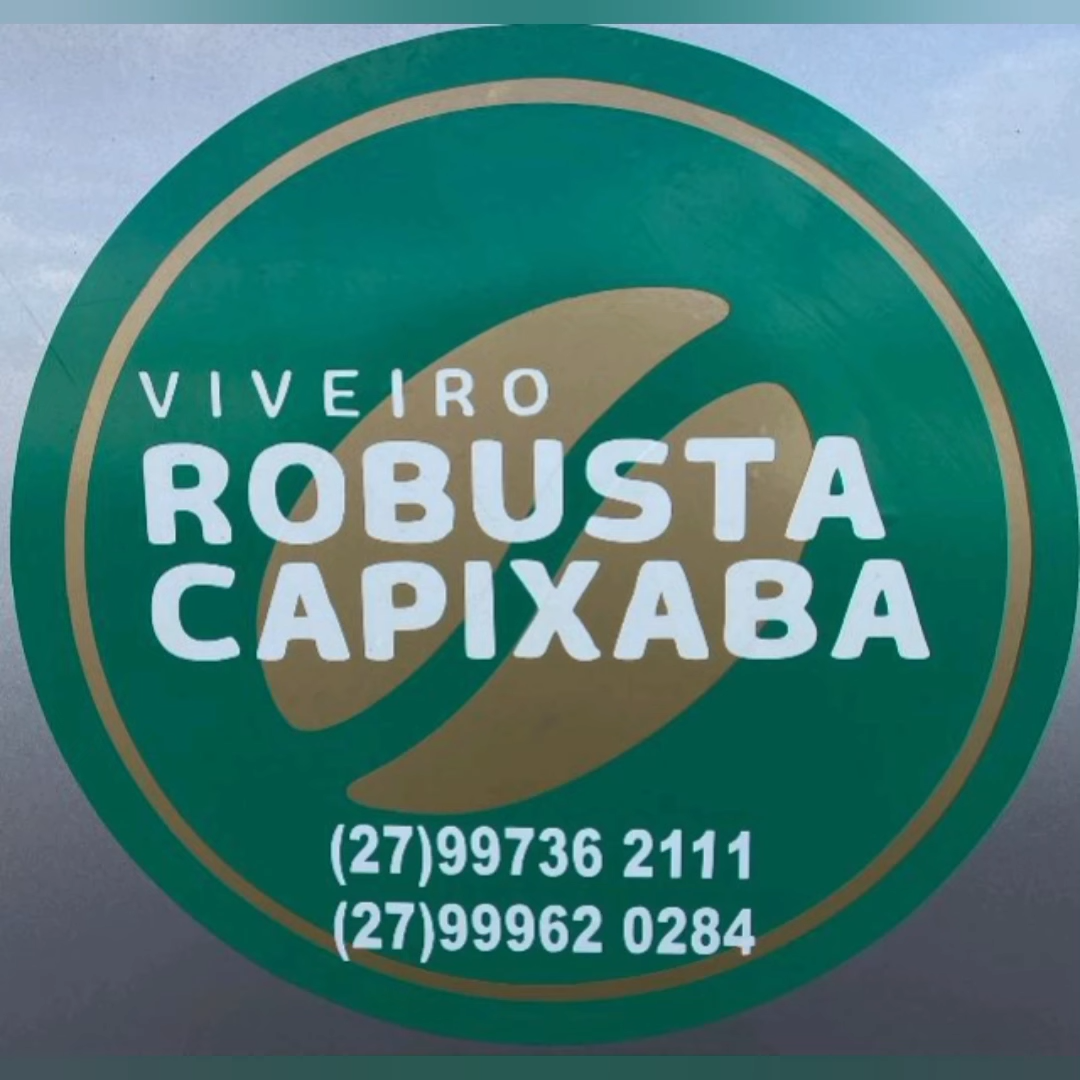 VIVEIRO
ROBUSTA
CAPIXABA
(27)99736 2111
(27)99962 0284